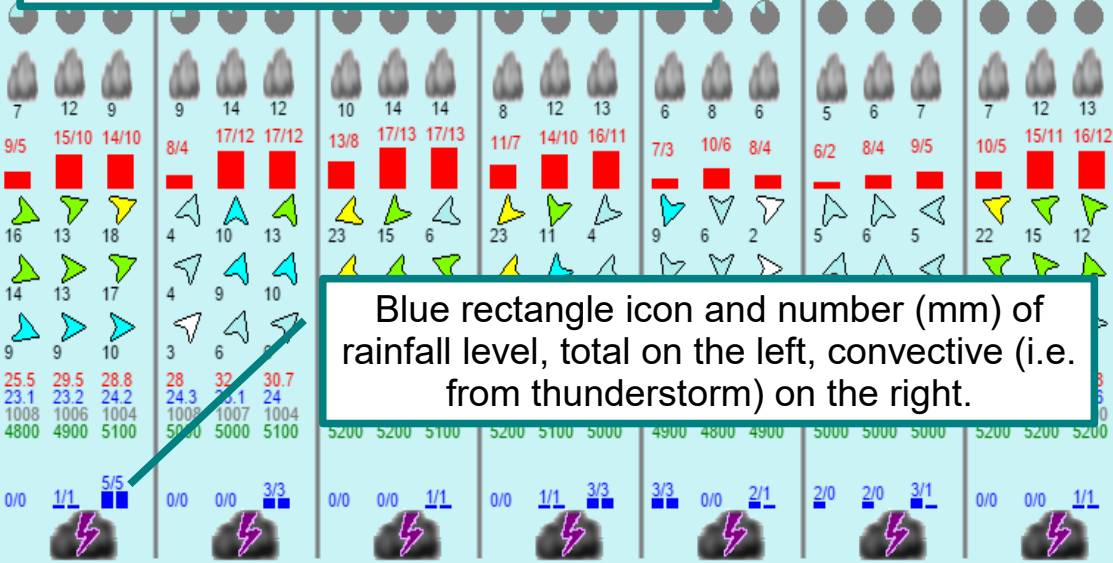 7 12 9 9 14 12 10 14 14 8 12 13 6 8 6 5 6 7 7 12 13
9/5 15/10 14/10 8/4 17/12 17/12 13/8 17/13 17/13 11/7 14/10 16/11 7/3 10/6 8/4 6/2 8/4 9/5 10/5 15/11 16/12
16 13 18 4 10 13 23 15 6 23 11 4 9 6 2 5 6 5 22 15 12
14 13 17 4 9 10
9 9 10 3 6
Blue rectangle icon and number (mm) of
rainfall level, total on the left, convective (i.e.
from thunderstorm) on the right.
25.5 29.5 28.8 28 32 30.7
23.1 23.2 24.2 24.3 24
1008 1006 1004 1008 1007 1004
4800 4900 5100 5000 5100 5200 5200 5100 5200 5100 5000 4900 4800 4900 5000 5000 5000 5200 5200 5200
0/0 1/1 5/5 0/0 0/0 3/3 0/0 0/0 1/1 0/0 1/1 3/3 3/3 0/0 2/1 2/0 2/0 3/1 0/0 0/0 1/1